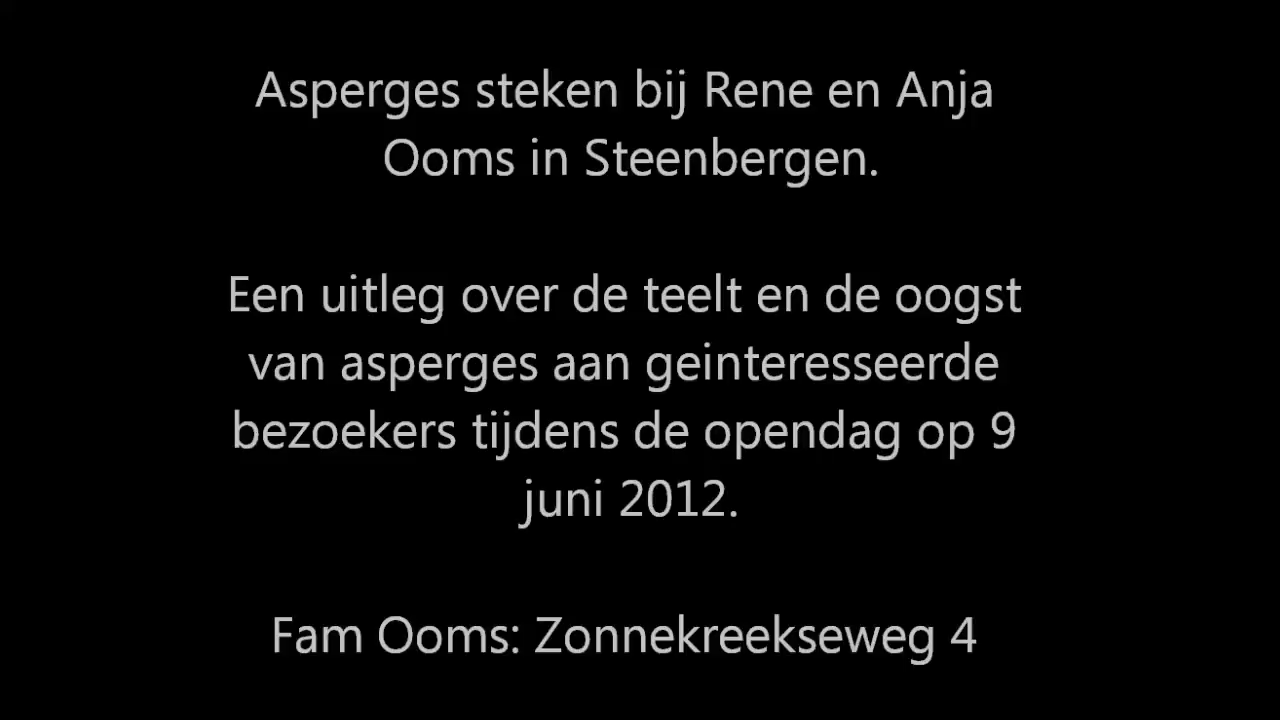 Asperges steken bij Rene en Anja
Ooms in Steenbergen.
Een uitleg over de teelt en de oogst
van asperges aan geinteresseerde
bezoekers tijdens de opendag op 9
juni 2012.
Fam Ooms: Zonnekreekseweg 4